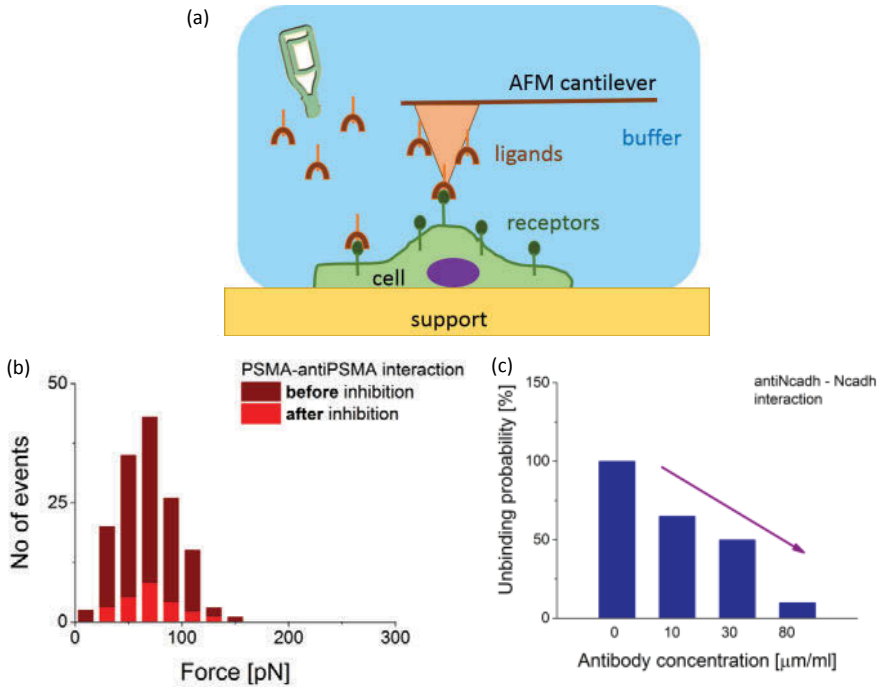 (a)
AFM cantilever
buffer
ligands
receptors
cell
support
(b)
PSMA-antiPSMA interaction
before inhibition
after inhibition
50
25
0
No of events
0
100
200
300
Force [pN]
(c)
antiNcadh - Ncadh
interaction
150
100
50
0
Unbinding probability [%]
0
10
30
80
Antibody concentration [μm/ml]